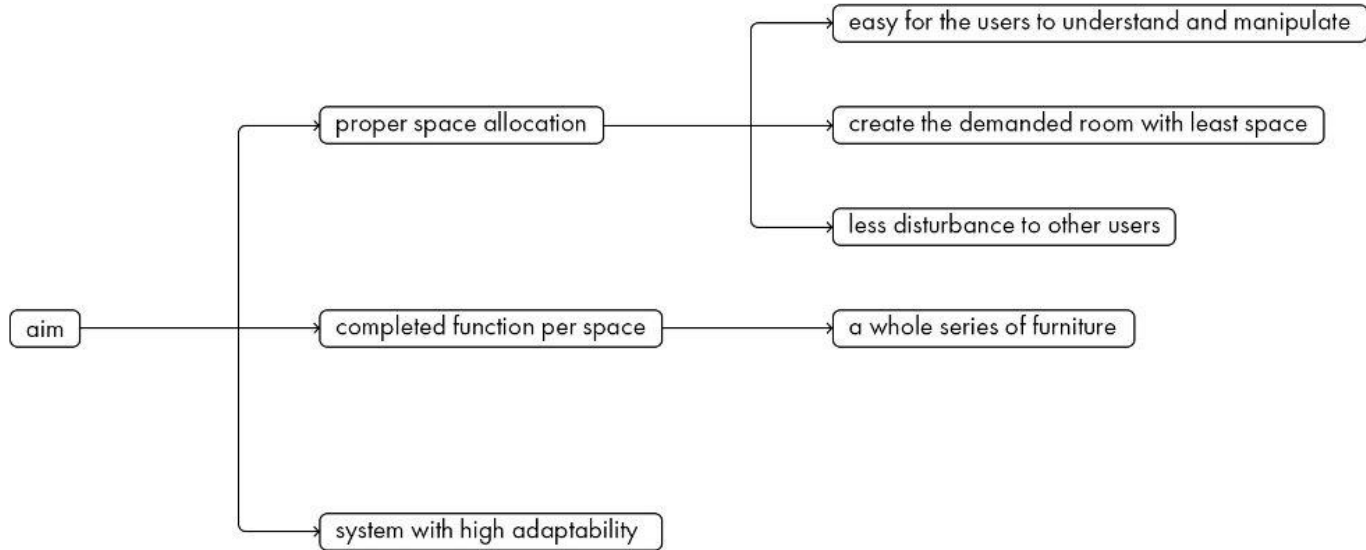 easy for the users to understand and manipulate
proper space allocation
create the demanded room with least space
less disturbance to other users
aim
completed function per space
a whole series of furniture
system with high adaptability